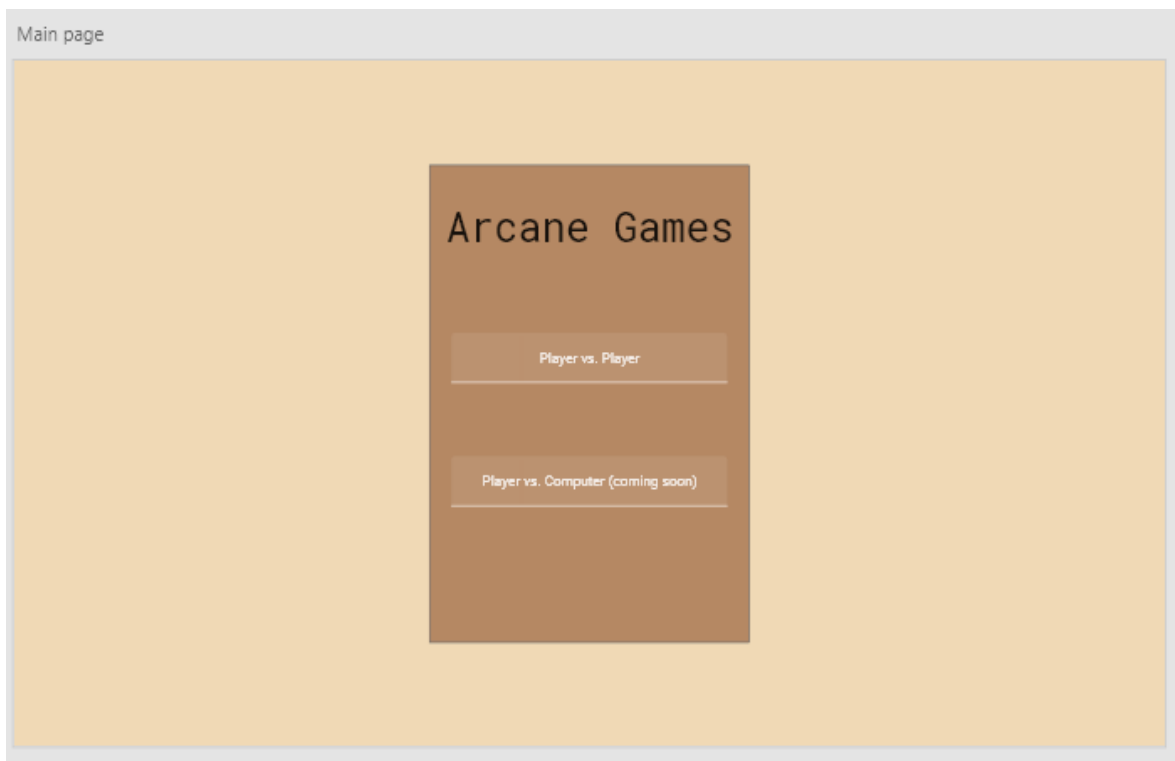 Main page
Arcane Games
Player vs. Player
Player vs. Computer (coming soon)